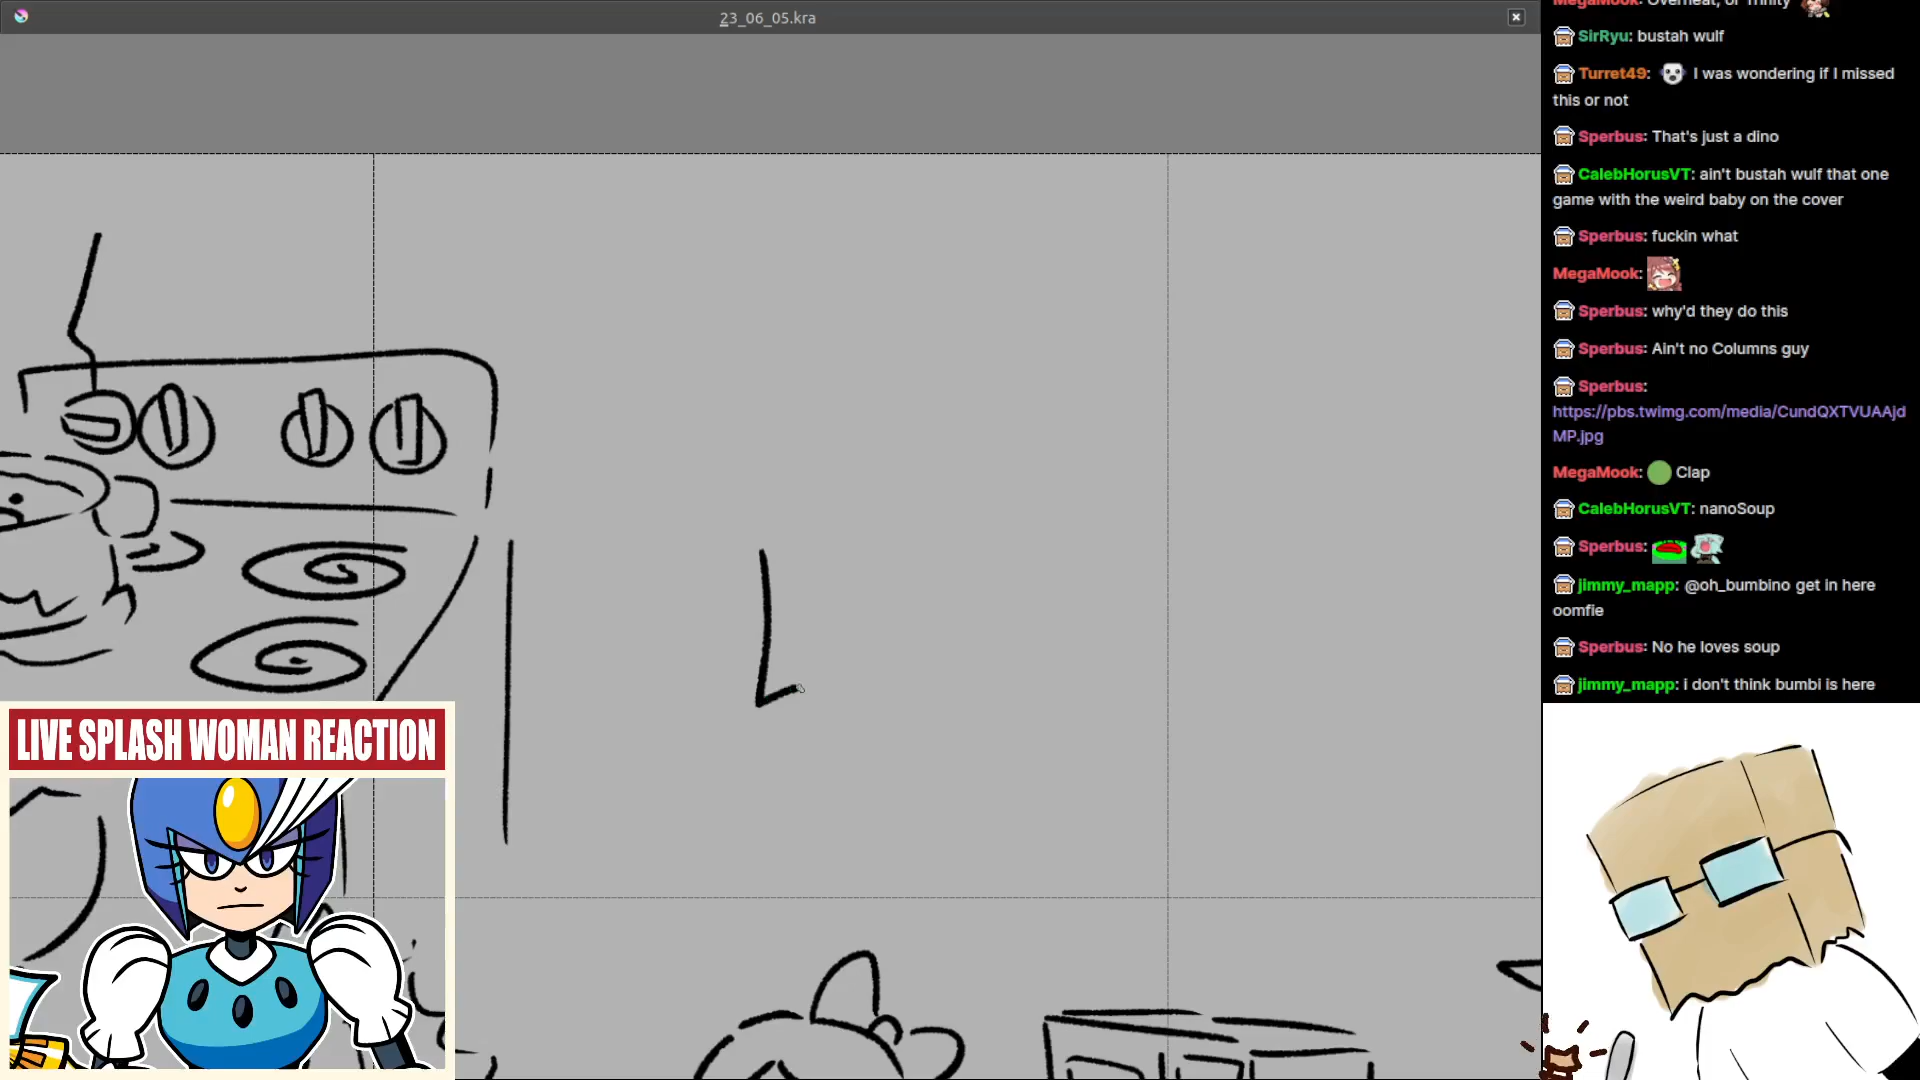 23_06_05.kra
MegaMook: Overheat, or Trinity
SirRyu: bustah wulf
Turret49: I was wondering if I missed
this or not
Sperbus: That's just a dino
CalebHorusVT: ain't bustah wulf that one
game with the weird baby on the cover
Sperbus: fuckin what
MegaMook:
Sperbus: why'd they do this
Sperbus: Ain't no Columns guy
Sperbus:
https://pbs.twimg.com/media/CundQXTVUAAjd
MP.jpg
MegaMook: Clap
CalebHorusVT: nanoSoup
Sperbus:
jimmy_mapp: @oh_bumbino get in here
oomfie
Sperbus: No he loves soup
jimmy_mapp: i don't think bumbi is here
LIVE SPLASH WOMAN REACTION